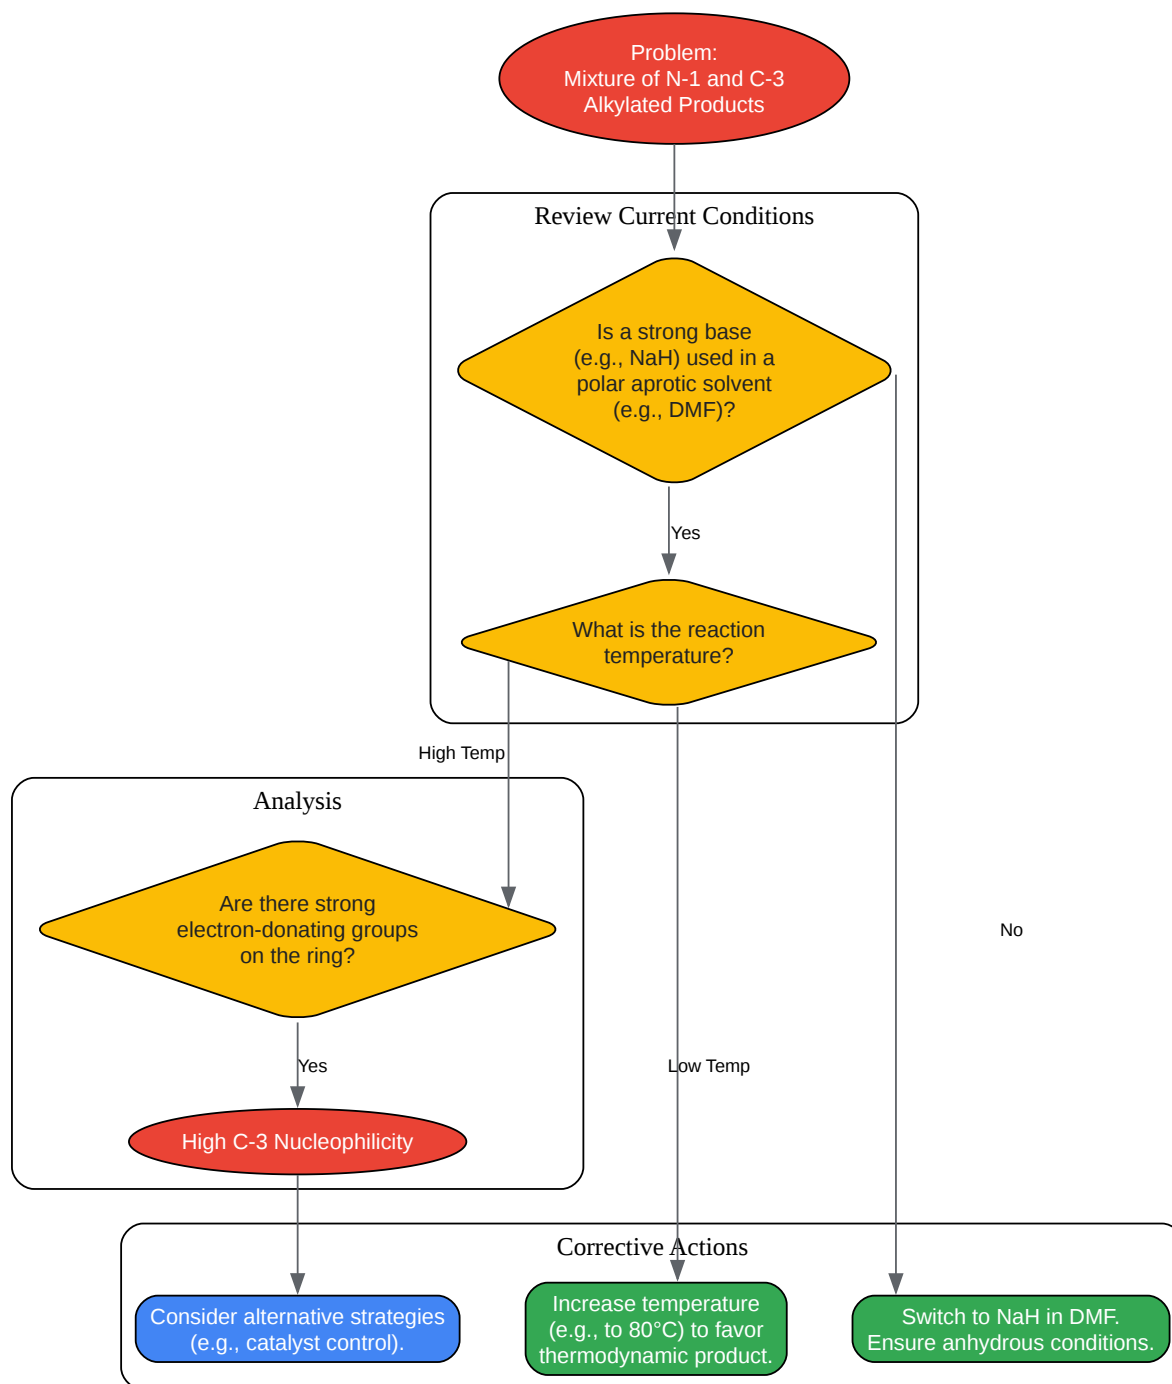 Problem:
Mixture of N-1 and C-3
Alkylated Products
Review Current Conditions
Is a strong base
(e.g., NaH) used in a
polar aprotic solvent
(e.g., DMF)?
Yes
What is the reaction
temperature?
High Temp
Analysis
Are there strong
electron-donating groups
on the ring?
No
Yes
Low Temp
High C-3 Nucleophilicity
Corrective Actions
Consider alternative strategies
(e.g., catalyst control).
Increase temperature
(e.g., to 80°C) to favor
thermodynamic product.
Switch to NaH in DMF.
Ensure anhydrous conditions.